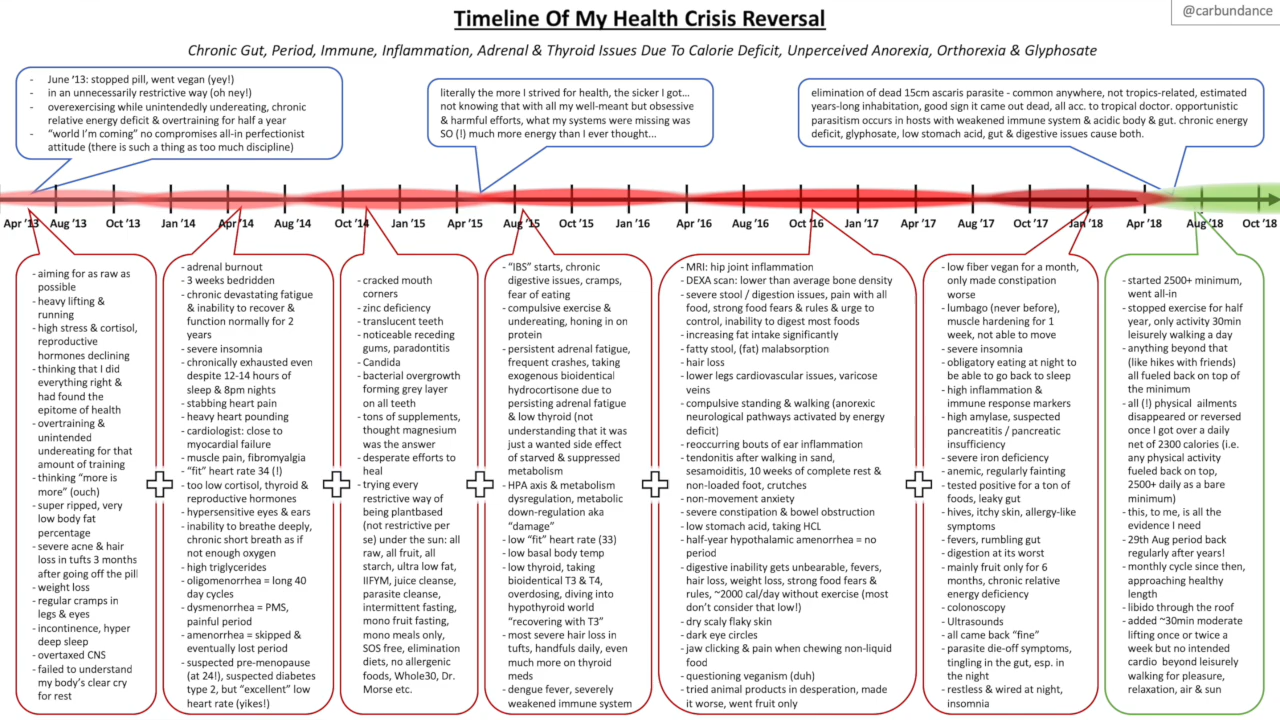 @carbundance
Timeline Of My Health Crisis Reversal
Chronic Gut, Period, Immune, Inflammation, Adrenal & Thyroid Issues Due To Calorie Deficit, Unperceived Anorexia, Orthorexia & Glyphosate
- June ’13: stopped pill, went vegan (yey!)
- in an unnecessarily restrictive way (oh ney!)
- overexercising while unintendedly undereating, chronic
relative energy deficit & overtraining for half a year
- “world I’m coming” no compromises all-in perfectionist
attitude (there is such a thing as too much discipline)
literally the more I strived for health, the sicker I got…
not knowing that with all my well-meant but obsessive
& harmful efforts, what my systems were missing was
SO (!) much more energy than I ever thought…
elimination of dead 15cm ascaris parasite - common anywhere, not tropics-related, estimated
years-long inhabitation, good sign it came out dead, all acc. to tropical doctor. opportunistic
parasitism occurs in hosts with weakened immune system & acidic body & gut. chronic energy
deficit, glyphosate, low stomach acid, gut & digestive issues cause both.
Apr ’13 Aug ’13 Oct ’13 Jan ’14 Apr ’14 Aug ’14 Oct ’14 Jan ’15 Apr ’15 Aug ’15 Oct ’15 Jan ’16 Apr ’16 Aug ’16 Oct ’16 Jan ’17 Aug ’17 Oct ’17 Jan ’18 Apr ’18 Aug ’18 Oct ’18
- aiming for as raw as
possible
- heavy lifting &
running
- high stress & cortisol,
reproductive
hormones declining
- thinking that I did
everything right &
had found the
epitome of health
- overtraining &
unintended
undereating for that
amount of training
- thinking “more is
more” (ouch)
- super ripped, very
low body fat
percentage
- severe acne & hair
loss in tufts 3 months
after going off the pill
- weight loss
- regular cramps in
legs & eyes
- incontinence, hyper
deep sleep
- overtaxed CNS
- failed to understand
my body’s clear cry
for rest
- adrenal burnout
- 3 weeks bedridden
- chronic devastating fatigue
& inability to recover &
function normally for 2
years
- severe insomnia
- chronically exhausted even
despite 12-14 hours of
sleep & 8pm nights
- stabbing heart pain
- heavy heart pounding
- cardiologist: close to
myocardial failure
- muscle pain, fibromyalgia
- “fit” heart rate 34 (!)
- too low cortisol, thyroid &
reproductive hormones
- hypersensitive eyes & ears
- inability to breathe deeply,
chronic short breath as if
not enough oxygen
- high triglycerides
- oligomenorrhea = long 40
day cycles
- dysmenorrhea = PMS,
painful period
- amenorrhea = skipped &
eventually lost period
- suspected pre-menopause
(at 24!), suspected diabetes
type 2, but “excellent” low
heart rate (yikes!)
- cracked mouth
corners
- zinc deficiency
- translucent teeth
- noticeable receding
gums, paradontitis
- Candida
- bacterial overgrowth
forming grey layer
on all teeth
- tons of supplements,
thought magnesium
was the answer
- desperate efforts to
heal
- trying every
restrictive way of
being plantbased
(not restrictive per
se) under the sun: all
raw, all fruit, all
starch, ultra low fat,
IIFYM, juice cleanse,
parasite cleanse,
intermittent fasting,
mono fruit fasting,
mono meals only,
SOS free, elimination
diets, no allergenic
foods, Whole30, Dr.
Morse etc.
- “IBS” starts, chronic
digestive issues, cramps,
fear of eating
- compulsive exercise &
undereating, honing in on
protein
- persistent adrenal fatigue,
frequent crashes, taking
exogenous bioidentical
hydrocortisone due to
persisting adrenal fatigue
& low thyroid (not
understanding that it was
just a wanted side effect
of starved & suppressed
metabolism
- HPA axis & metabolism
dysregulation, metabolic
down-regulation aka
“damage”
- low “fit” heart rate (33)
- low basal body temp
- low thyroid, taking
bioidentical T3 & T4,
overdosing, diving into
hypothyroid world
“recovering with T3”
- most severe hair loss in
tufts, handfuls daily, even
much more on thyroid
meds
- dengue fever, severely
weakened immune system
- MRI: hip joint inflammation
- DEXA scan: lower than average bone density
- severe stool / digestion issues, pain with all
food, strong food fears & rules & urge to
control, inability to digest most foods
- increasing fat intake significantly
- fatty stool, (fat) malabsorption
- hair loss
- lower legs cardiovascular issues, varicose
veins
- compulsive standing & walking (anorexic
neurological pathways activated by energy
deficit)
- reoccurring bouts of ear inflammation
- tendonitis after walking in sand,
sesamoiditis, 10 weeks of complete rest &
non-loaded foot, crutches
- non-movement anxiety
- severe constipation & bowel obstruction
- low stomach acid, taking HCL
- half-year hypothalamic amenorrhea = no
period
- digestive inability gets unbearable, fevers,
hair loss, weight loss, strong food fears &
rules, ~2000 cal/day without exercise (most
don’t consider that low!)
- dry scaly flaky skin
- dark eye circles
- jaw clicking & pain when chewing non-liquid
food
- questioning veganism (duh)
- tried animal products in desperation, made
it worse, went fruit only
- low fiber vegan for a month,
only made constipation
worse
- lumbago (never before),
muscle hardening for 1
week, not able to move
- severe insomnia
- obligatory eating at night to
be able to go back to sleep
- high inflammation &
immune response markers
- high amylase, suspected
pancreatitis / pancreatic
insufficiency
- severe iron deficiency
- anemic, regularly fainting
- tested positive for a ton of
foods, leaky gut
- hives, itchy skin, allergy-like
symptoms
- fevers, rumbling gut
- digestion at its worst
- mainly fruit only for 6
months, chronic relative
energy deficiency
- colonoscopy
- Ultrasounds
- all came back “fine”
- parasite die-off symptoms,
tingling in the gut, esp. in
the night
- restless & wired at night,
insomnia
- started 2500+ minimum,
went all-in
- stopped exercise for half
year, only activity 30min
leisurely walking a day
- anything beyond that
(like hikes with friends)
all fueled back on top of
the minimum
- all (!) physical ailments
disappeared or reversed
once I got over a daily
net of 2300 calories (i.e.
any physical activity
fueled back on top,
2500+ daily as a bare
minimum)
- this, to me, is all the
evidence I need
- 29th Aug period back
regularly after years!
- monthly cycle since then,
approaching healthy
length
- libido through the roof
- added ~30min moderate
lifting once or twice a
week but no intended
cardio beyond leisurely
walking for pleasure,
relaxation, air & sun